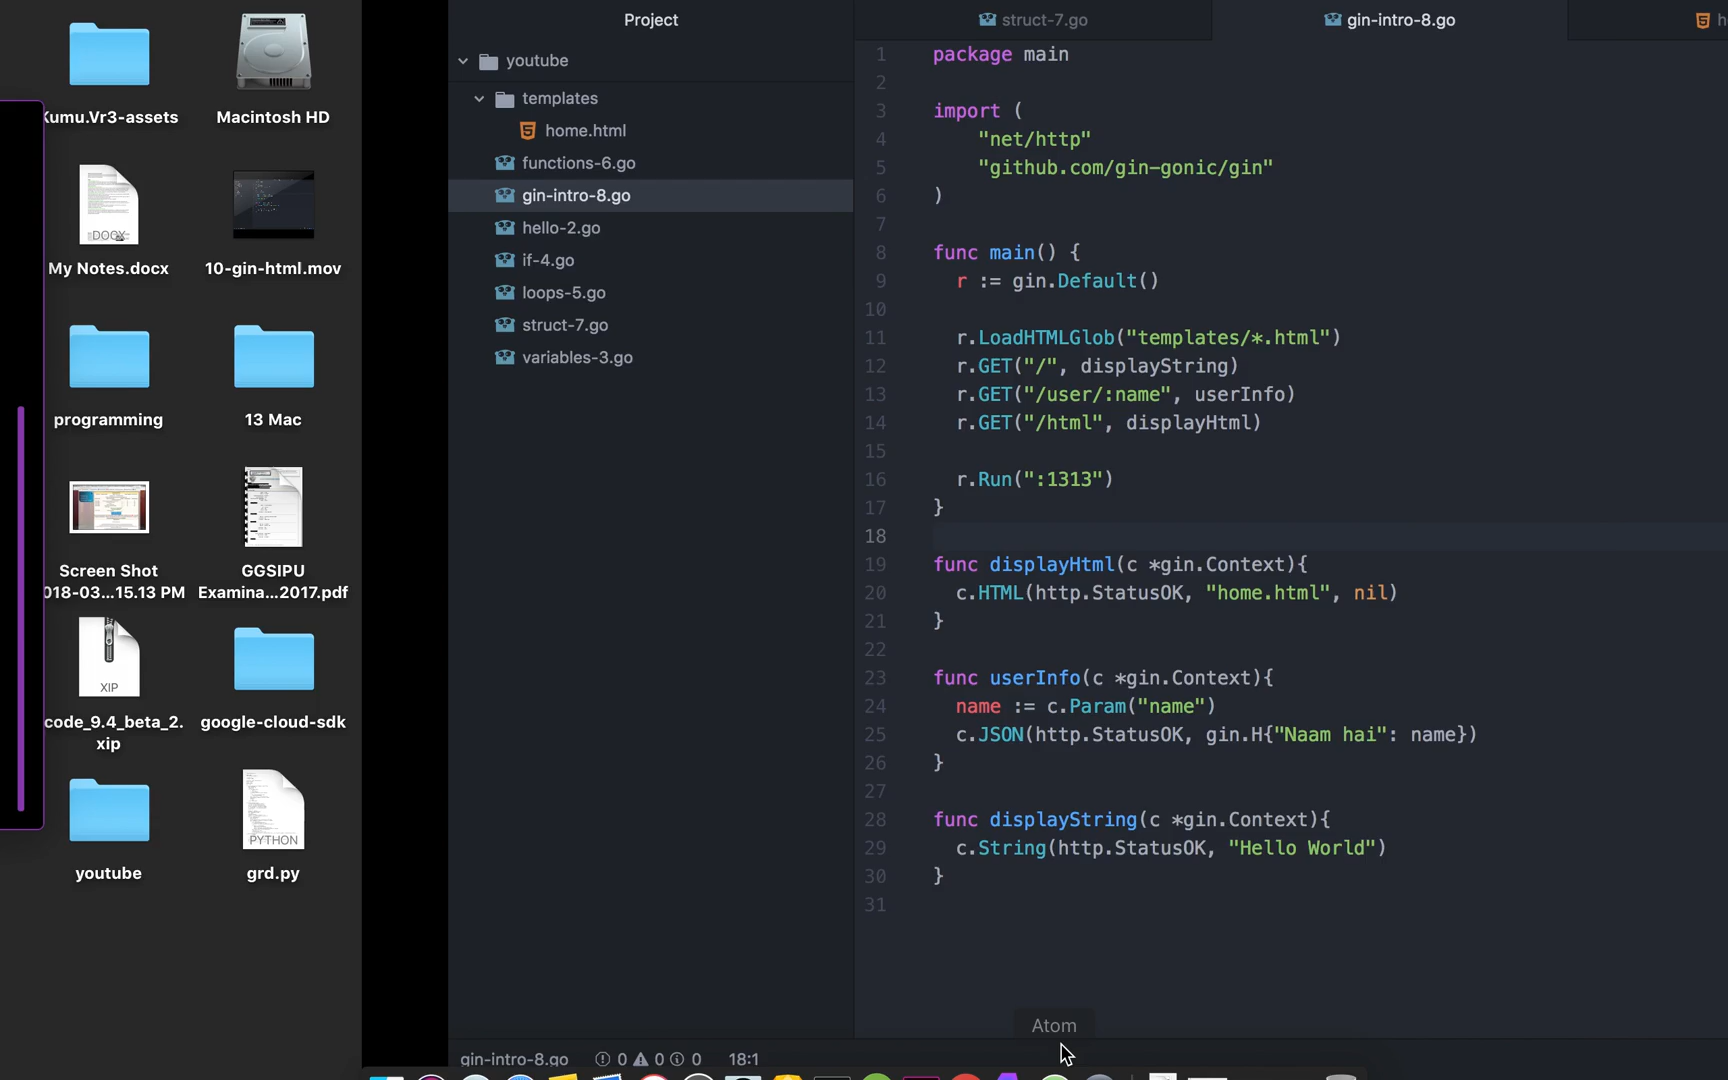 Kumu.Vr3-assets
Macintosh HD
DOCX
My Notes.docx
10-gin-html.mov
programming
13 Mac
Screen Shot
018-03...15.13 PM
GGSIPU
Examina...2017.pdf
XIP
code_9.4_beta_2.
xip
google-cloud-sdk
youtube
PYTHON
grd.py
Project
youtube
templates
home.html
functions-6.go
gin-intro-8.go
hello-2.go
if-4.go
loops-5.go
struct-7.go
variables-3.go
struct-7.go
gin-intro-8.go
1 package main
2
3 import (
4     "net/http"
5     "github.com/gin-gonic/gin"
6 )
7
8 func main() {
9   r := gin.Default()
10
11   r.LoadHTMLGlob("templates/*.html")
12   r.GET("/", displayString)
13   r.GET("/user/:name", userInfo)
14   r.GET("/html", displayHtml)
15
16   r.Run(":1313")
17 }
18
19 func displayHtml(c *gin.Context){
20   c.HTML(http.StatusOK, "home.html", nil)
21 }
22
23 func userInfo(c *gin.Context){
24   name := c.Param("name")
25   c.JSON(http.StatusOK, gin.H{"Naam hai": name})
26 }
27
28 func displayString(c *gin.Context){
29   c.String(http.StatusOK, "Hello World")
30 }
31
Atom
gin-intro-8.go 0 0 0 18:1